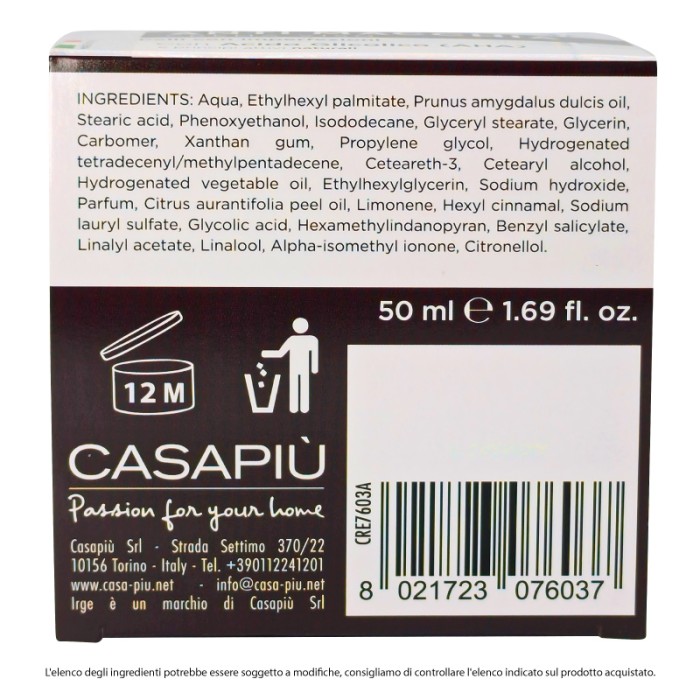 con Acido Glicolico (AHA)
naturali
INGREDIENTS: Aqua, Ethylhexyl palmitate, Prunus amygdalus dulcis oil,
Stearic acid, Phenoxyethanol, Isododecane, Glyceryl stearate, Glycerin,
Carbomer, Xanthan gum, Propylene glycol, Hydrogenated
tetradecenyl/methylpentadecene, Ceteareth-3, Cetearyl alcohol,
Hydrogenated vegetable oil, Ethylhexylglycerin, Sodium hydroxide,
Parfum, Citrus aurantifolia peel oil, Limonene, Hexyl cinnamal, Sodium
lauryl sulfate, Glycolic acid, Hexamethylindanopyran, Benzyl salicylate,
Linalyl acetate, Linalool, Alpha-isomethyl ionone, Citronellol.
50 ml ℮ 1.69 fl. oz.
12 M
CASAPIÙ
Passion for your home
Casapiù Srl - Strada Settimo 370/22
10156 Torino - Italy - Tel. +390112241201
www.casa-piu.net - info@casa-piu.net
Irge è un marchio di Casapiù Srl
CRE7603A
8 021723 076037
L'elenco degli ingredienti potrebbe essere soggetto a modifiche, consigliamo di controllare l'elenco indicato sul prodotto acquistato.